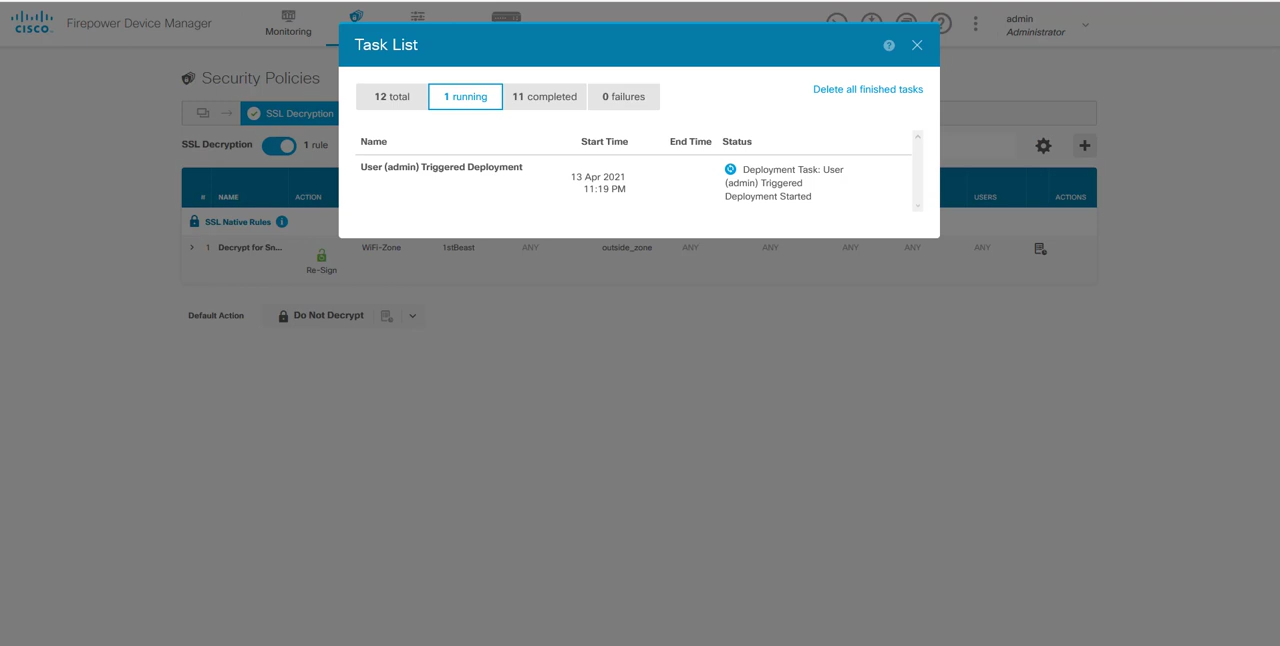 CISCO
Firepower Device Manager
Monitoring
admin
Administrator
Task List
12 total
1 running
11 completed
0 failures
Delete all finished tasks
Name
Start Time
End Time
Status
User (admin) Triggered Deployment
13 Apr 2021
11:19 PM
Deployment Task: User
(admin) Triggered
Deployment Started
Security Policies
SSL Decryption
SSL Decryption
1 rule
# NAME ACTION
USERS
ACTIONS
SSL Native Rules
1 Decrypt for Sn...
Re-Sign
WiFi-Zone
1stBeast
ANY
outside_zone
ANY
ANY
ANY
ANY
ANY
Default Action
Do Not Decrypt